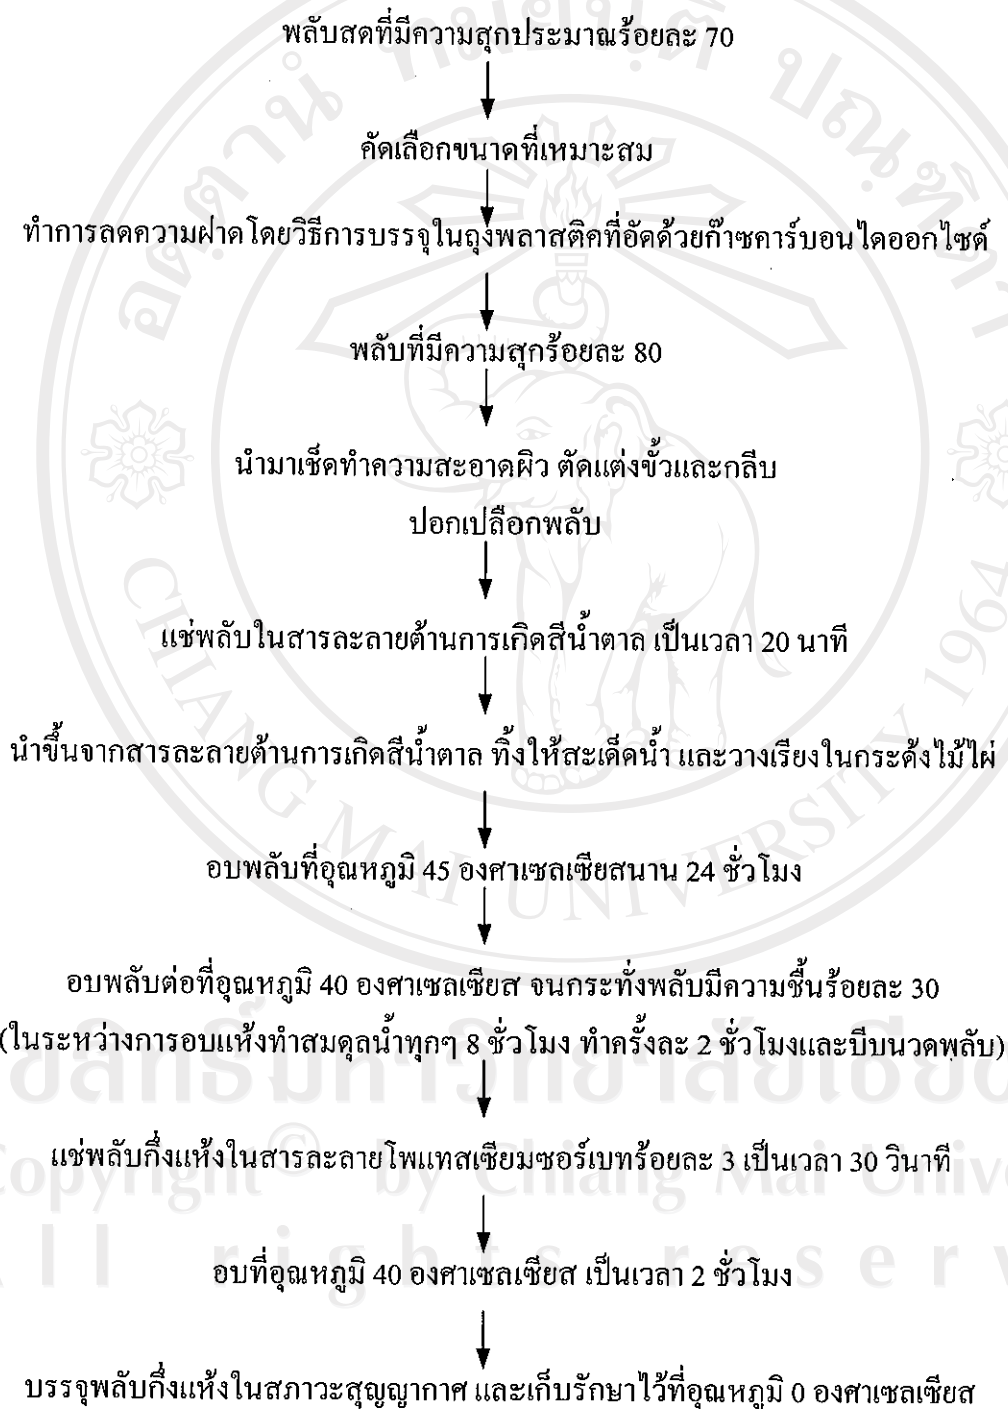 พลับสดที่มีความสุกประมาณร้อยละ 70
คัดเลือกขนาดที่เหมาะสม
ทำการลดความฝาดโดยวิธีการบรรจุในถุงพลาสติคที่อัดด้วยก๊าซคาร์บอนไดออกไซด์
พลับที่มีความสุกร้อยละ 80
นำมาเช็คทำความสะอาดผิว ตัดแต่งขั้วและกลีบ
ปอกเปลือกพลับ
แช่พลับในสารละลายต้านการเกิดสีน้ำตาล เป็นเวลา 20 นาที
นำขึ้นจากสารละลายต้านการเกิดสีน้ำตาล ทิ้งให้สะเด็ดน้ำ และวางเรียงในกระด้งไม้ไผ่
อบพลับที่อุณหภูมิ 45 องศาเซลเซียสนาน 24 ชั่วโมง
อบพลับต่อที่อุณหภูมิ 40 องศาเซลเซียส จนกระทั่งพลับมีความชื้นร้อยละ 30
(ในระหว่างการอบแห้งทำสมดุลน้ำทุกๆ 8 ชั่วโมง ทำครั้งละ 2 ชั่วโมงและบีบนวดพลับ)
แช่พลับกึ่งแห้งในสารละลายโพแทสเซียมซอร์เบทร้อยละ 3 เป็นเวลา 30 วินาที
อบที่อุณหภูมิ 40 องศาเซลเซียส เป็นเวลา 2 ชั่วโมง
บรรจุพลับกึ่งแห้งในสภาวะสุญญากาศ และเก็บรักษาไว้ที่อุณหภูมิ 0 องศาเซลเซียส
CHIANG MAI UNIVERSITY 1964
Copyright © by Chiang Mai Unive
All rights reserv